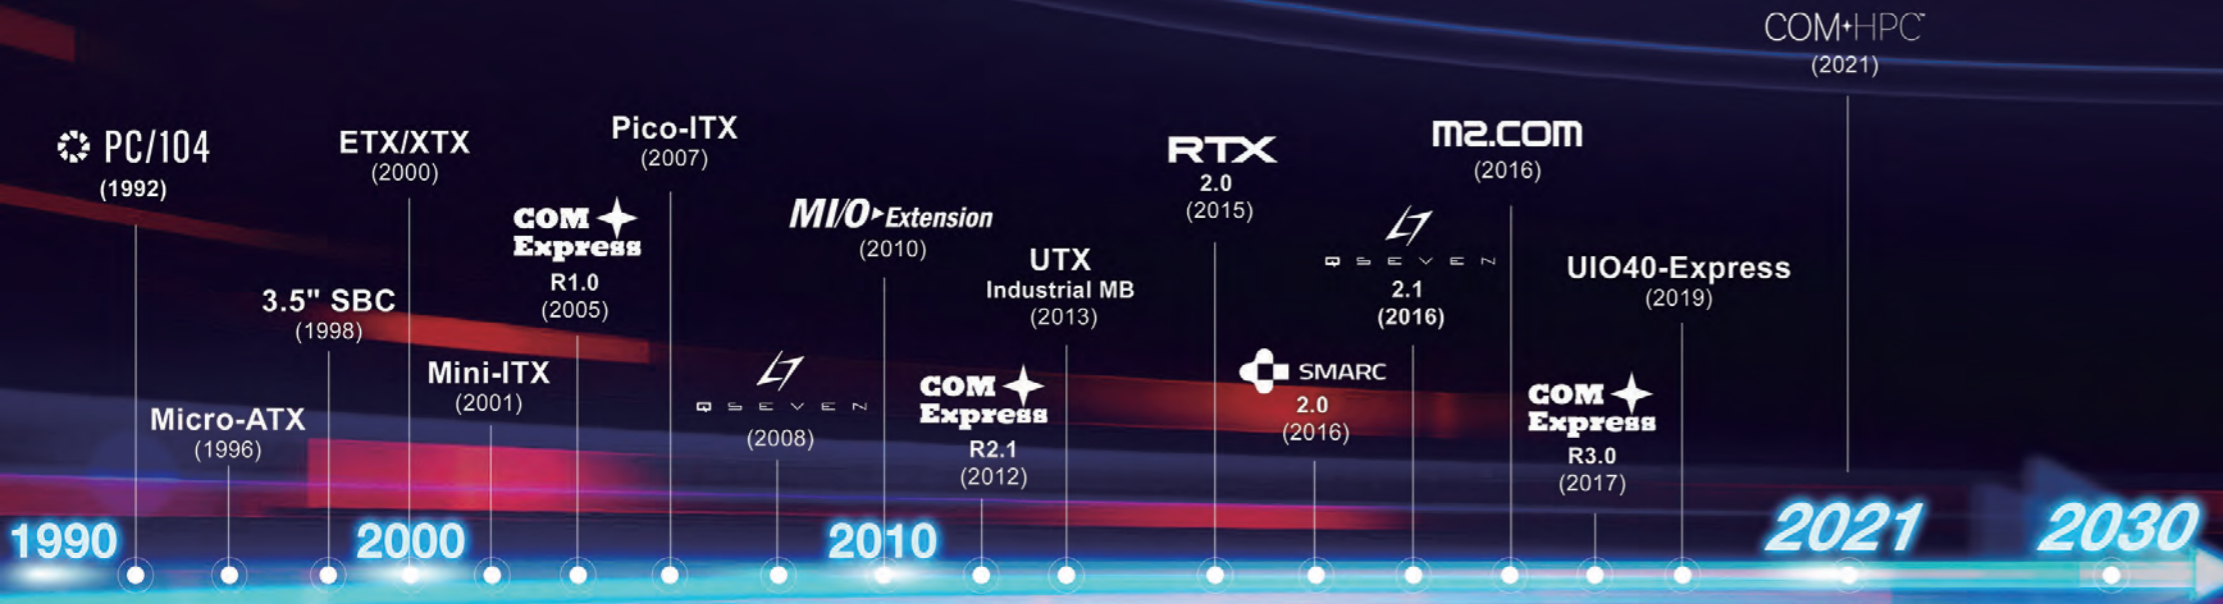 PC/104
(1992)
Micro-ATX
(1996)
3.5" SBC
(1998)
ETX/XTX
(2000)
Mini-ITX
(2001)
COM
Express
R1.0
(2005)
Pico-ITX
(2007)
QSEVEN
(2008)
MI/O Extension
(2010)
COM
Express
R2.1
(2012)
UTX
Industrial MB
(2013)
RTX
2.0
(2015)
SMARC
2.0
(2016)
QSEVEN
2.1
(2016)
m2.COM
(2016)
COM
Express
R3.0
(2017)
UIO40-Express
(2019)
COM HPC™
(2021)
1990
2000
2010
2021
2030